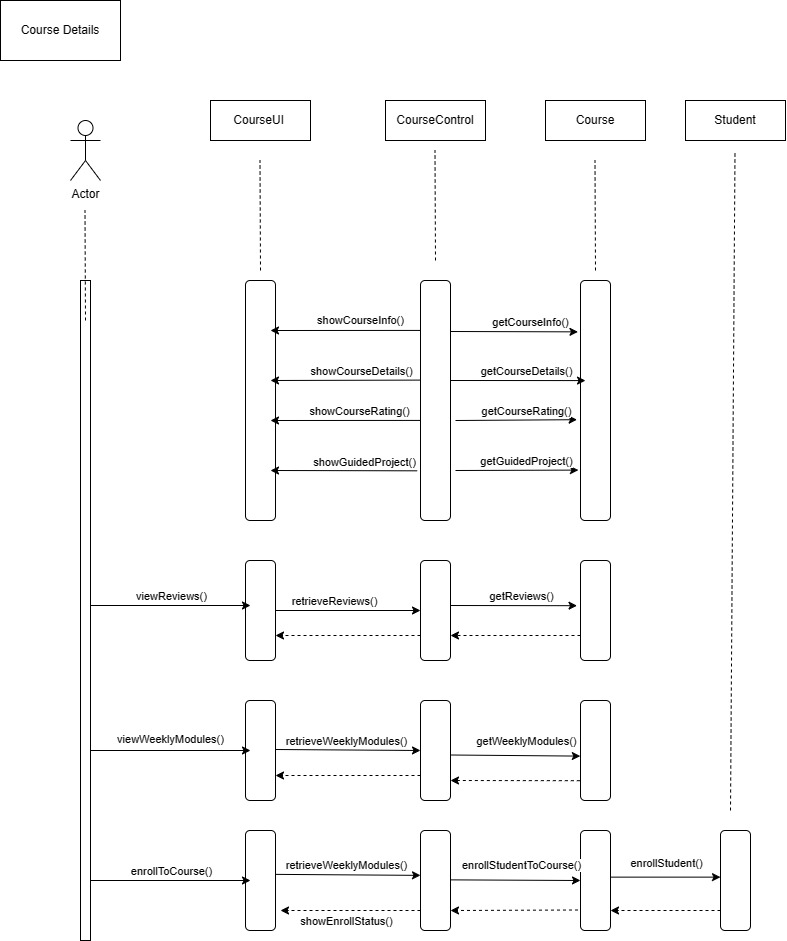 Course Details
CourseUI
CourseControl
Course
Student
Actor
showCourseInfo()
getCourseInfo()
showCourseDetails()
getCourseDetails()
showCourseRating()
getCourseRating()
showGuidedProject()
getGuidedProject()
viewReviews()
retrieveReviews()
getReviews()
viewWeeklyModules()
retrieveWeeklyModules()
getWeeklyModules()
enrollToCourse()
retrieveWeeklyModules()
enrollStudentToCourse()
enrollStudent()
showEnrollStatus()